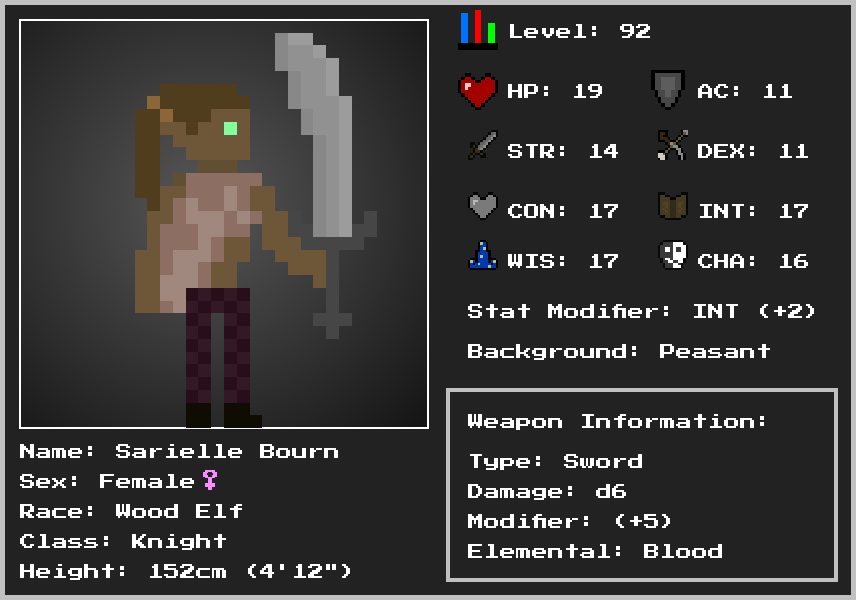 Level: 92
HP: 19
AC: 11
STR: 14
DEX: 11
CON: 17
INT: 17
WIS: 17
CHA: 16
Stat Modifier: INT (+2)
Background: Peasant
Weapon Information:
Type: Sword
Damage: d6
Modifier: (+5)
Elemental: Blood
Name: Sarielle Bourn
Sex: Female♀
Race: Wood Elf
Class: Knight
Height: 152cm (4'12")